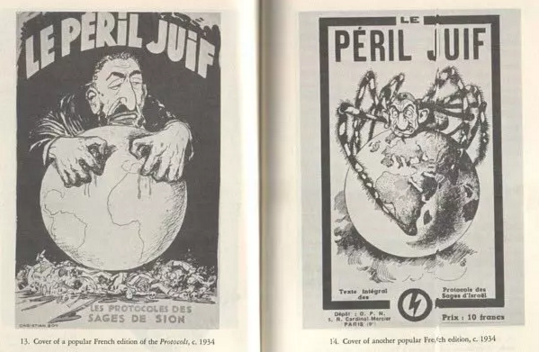 LE PÉRIL JUIF
LES PROTOCOLES DES
SAGES DE SION
13. Cover of a popular French edition of the Protocols, c. 1934
LE
PÉRIL JUIF
Texte Intégral
des
Protocols des
Sages d'Israël
Dépôt : O. P. N.
PARIS
Prix : 10 francs
14. Cover of another popular French edition, c. 1934